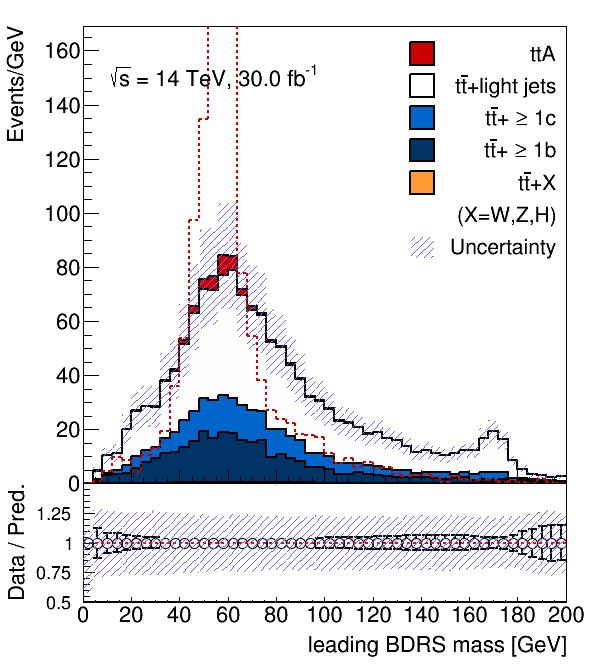 Events/GeV
160
140
120
100
80
60
40
20
0
√s = 14 TeV, 30.0 fb⁻¹
ttA
tt̄+light jets
tt̄+ ≥ 1c
tt̄+ ≥ 1b
tt̄+X
(X=W,Z,H)
Uncertainty
Data / Pred.
1.25
1
0.75
0.5
0 20 40 60 80 100 120 140 160 180 200
leading BDRS mass [GeV]